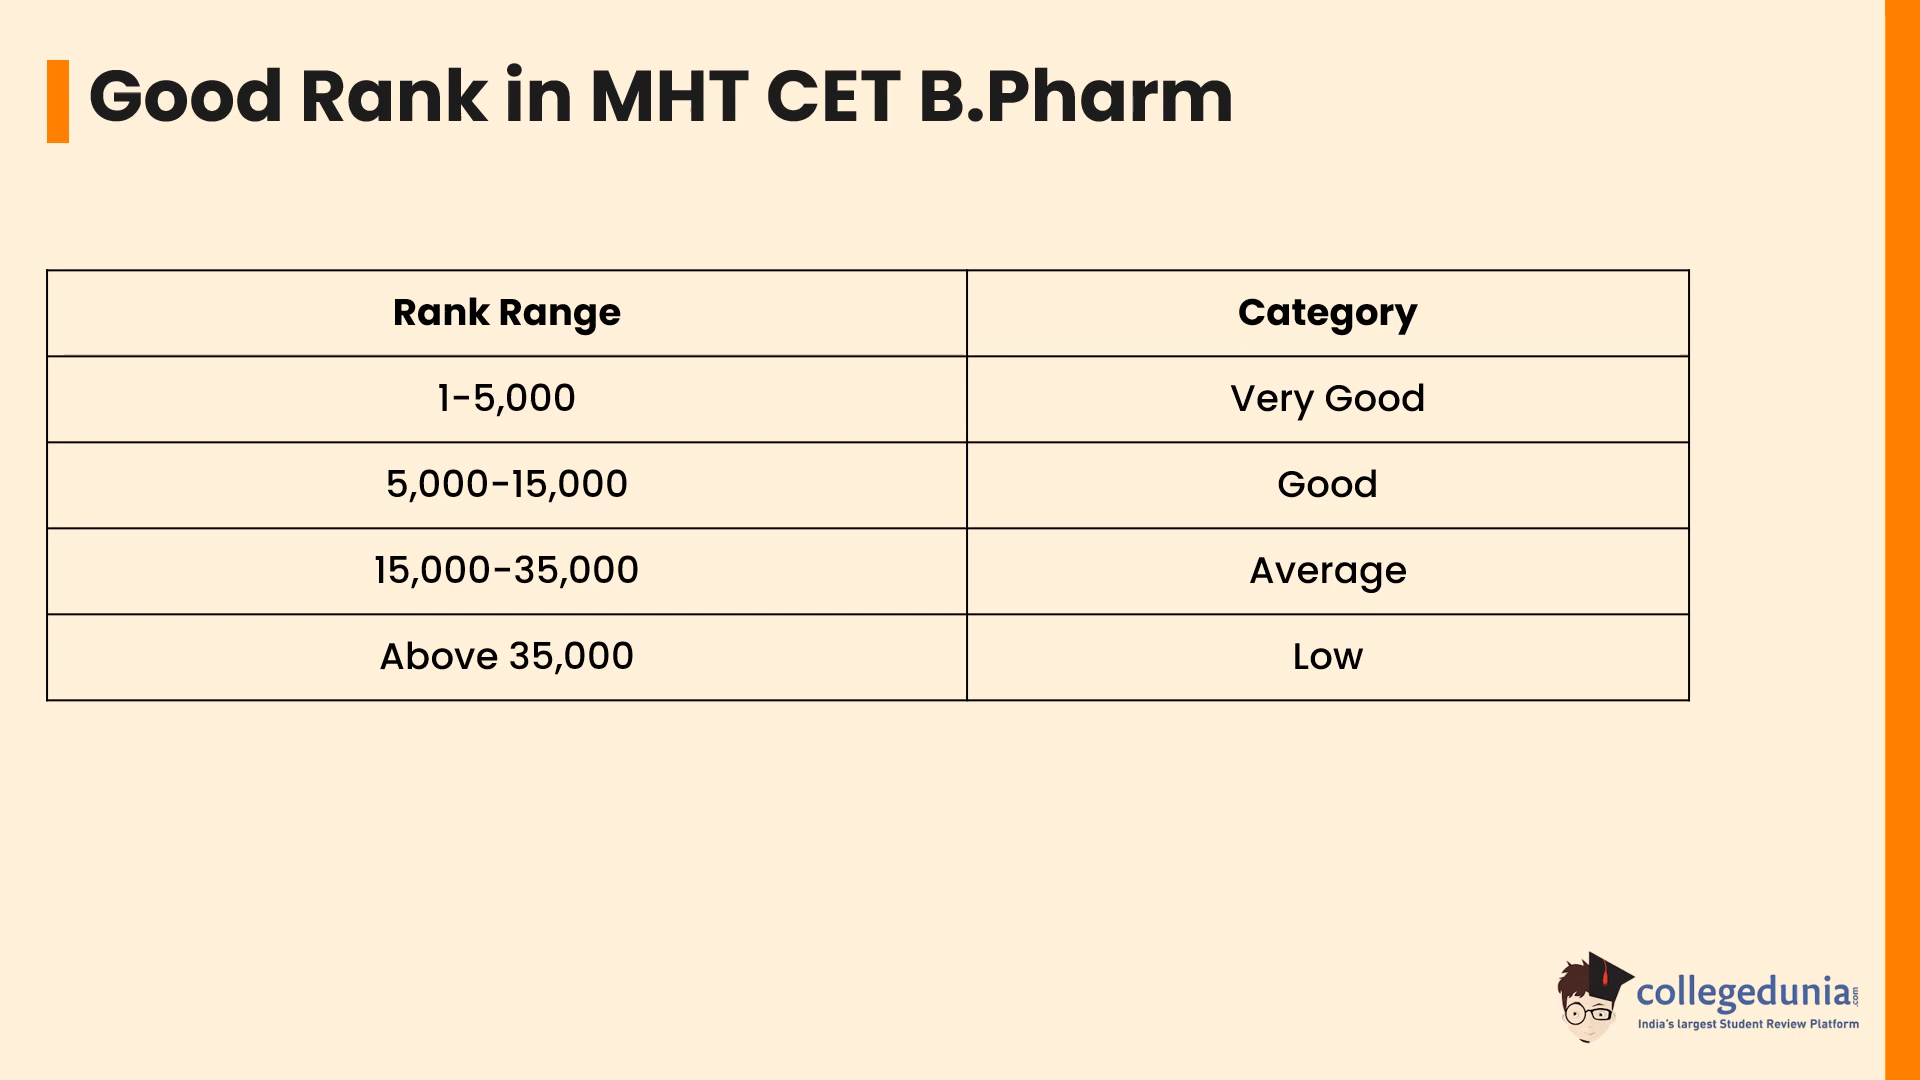 Good Rank in MHT CET B.Pharm
Rank Range Category
1-5,000 Very Good
5,000-15,000 Good
15,000-35,000 Average
Above 35,000 Low
collegedunia.com
India's largest Student Review Platform